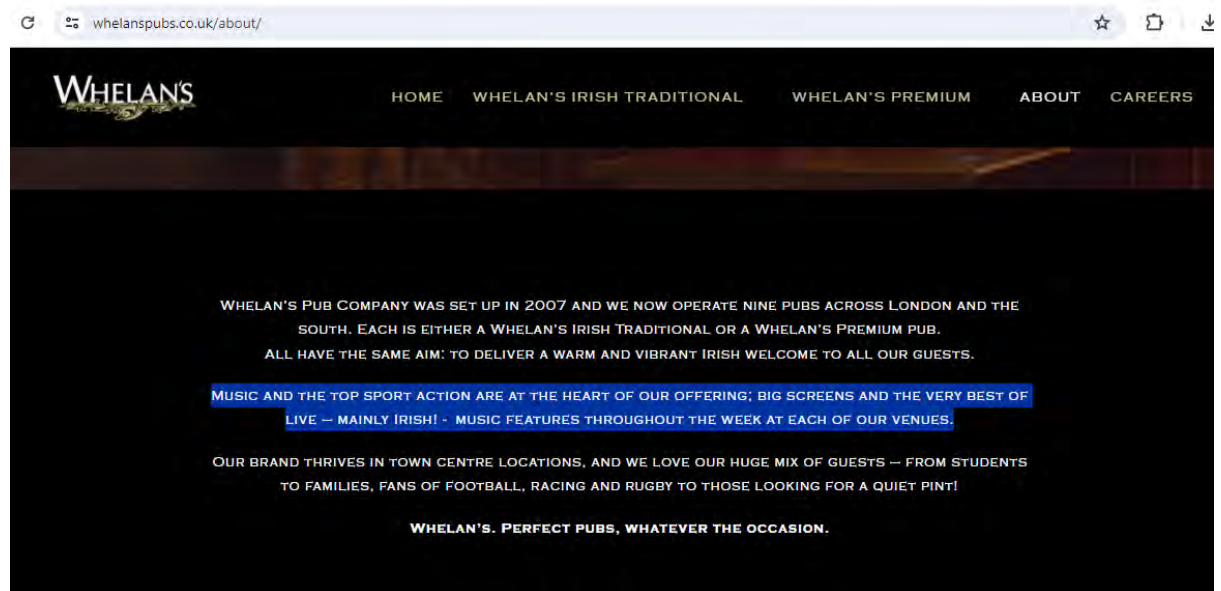 whelanspubs.co.uk/about/
WHELAN'S
HOME WHELAN'S IRISH TRADITIONAL WHELAN'S PREMIUM ABOUT CAREERS
WHELAN'S PUB COMPANY WAS SET UP IN 2007 AND WE NOW OPERATE NINE PUBS ACROSS LONDON AND THE
SOUTH. EACH IS EITHER A WHELAN'S IRISH TRADITIONAL OR A WHELAN'S PREMIUM PUB.
ALL HAVE THE SAME AIM: TO DELIVER A WARM AND VIBRANT IRISH WELCOME TO ALL OUR GUESTS.
MUSIC AND THE TOP SPORT ACTION ARE AT THE HEART OF OUR OFFERING; BIG SCREENS AND THE VERY BEST OF
LIVE – MAINLY IRISH! - MUSIC FEATURES THROUGHOUT THE WEEK AT EACH OF OUR VENUES.
OUR BRAND THRIVES IN TOWN CENTRE LOCATIONS, AND WE LOVE OUR HUGE MIX OF GUESTS – FROM STUDENTS
TO FAMILIES, FANS OF FOOTBALL, RACING AND RUGBY TO THOSE LOOKING FOR A QUIET PINT!
WHELAN'S. PERFECT PUBS, WHATEVER THE OCCASION.